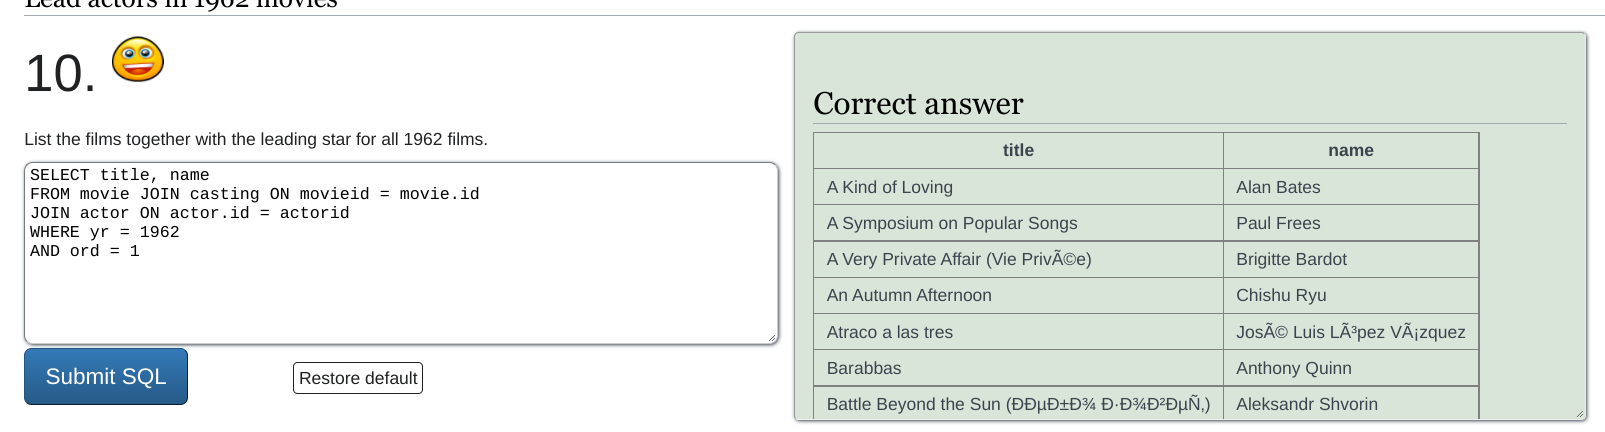 Lead actors in 1962 movies
10.
List the films together with the leading star for all 1962 films.
SELECT title, name
FROM movie JOIN casting ON movieid = movie.id
JOIN actor ON actor.id = actorid
WHERE yr = 1962
AND ord = 1
Submit SQL
Restore default
Correct answer
title name
A Kind of Loving Alan Bates
A Symposium on Popular Songs Paul Frees
A Very Private Affair (Vie PrivÃ©e) Brigitte Bardot
An Autumn Afternoon Chishu Ryu
Atraco a las tres JosÃ© Luis LÃ³pez VÃ¡zquez
Barabbas Anthony Quinn
Battle Beyond the Sun (ÐÐµÐ±Ð¾ Ð·Ð¾Ð²ÐµÑ‚) Aleksandr Shvorin